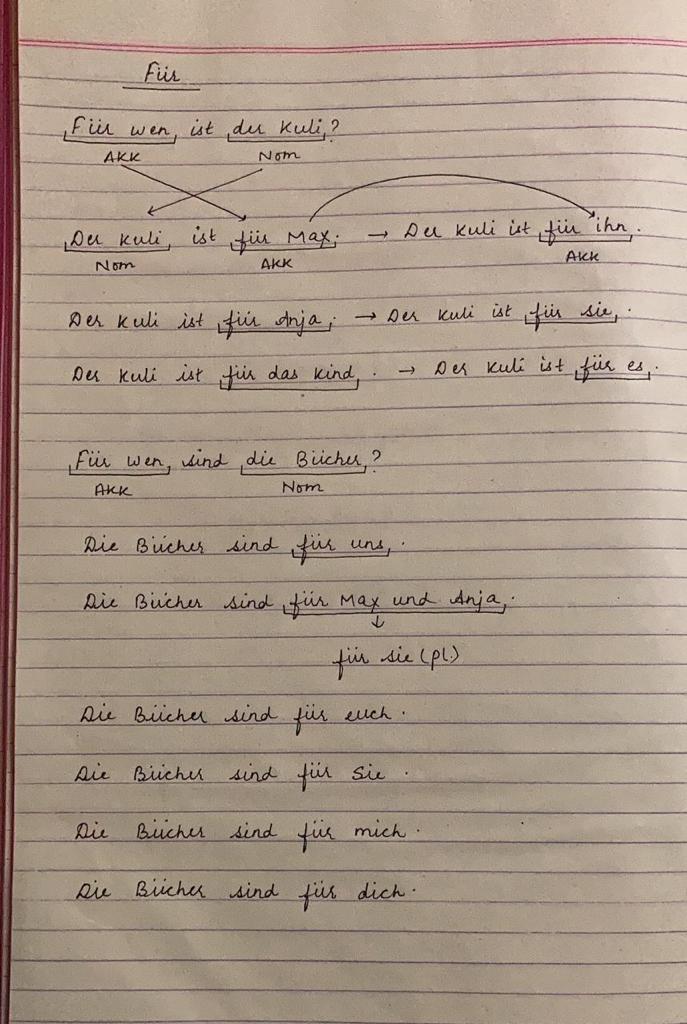 Für
Für wen ist der Kuli?
AKK Nom
Der Kuli ist für Max. → Der Kuli ist für ihn.
Nom AKK AKK
Der Kuli ist für Anja. → Der Kuli ist für sie.
Der Kuli ist für das Kind. → Der Kuli ist für es.
Für wen sind die Bücher?
AKK Nom
Die Bücher sind für uns.
Die Bücher sind für Max und Anja.
↓
für sie (pl.)
Die Bücher sind für euch.
Die Bücher sind für Sie.
Die Bücher sind für mich.
Die Bücher sind für dich.